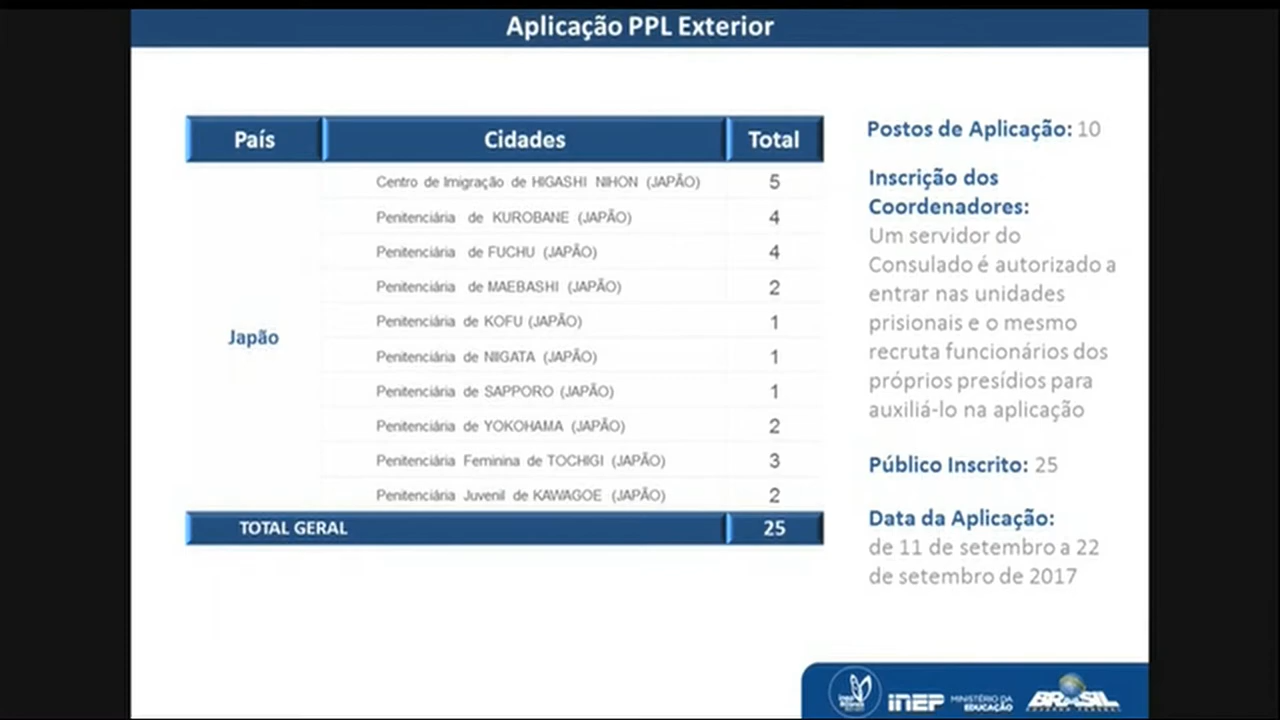 Aplicação PPL Exterior
País Cidades Total
Centro de Imigração de HIGASHI NIHON (JAPÃO) 5
Penitenciária de KUROBANE (JAPÃO) 4
Penitenciária de FUCHU (JAPÃO) 4
Penitenciária de MAEBASHI (JAPÃO) 2
Penitenciária de KOFU (JAPÃO) 1
Japão
Penitenciária de NIIGATA (JAPÃO) 1
Penitenciária de SAPPORO (JAPÃO) 1
Penitenciária de YOKOHAMA (JAPÃO) 2
Penitenciária Feminina de TOCHIGI (JAPÃO) 3
Penitenciária Juvenil de KAWAGOE (JAPÃO) 2
TOTAL GERAL 25
Postos de Aplicação: 10
Inscrição dos
Coordenadores:
Um servidor do
Consulado é autorizado a
entrar nas unidades
prisionais e o mesmo
recruta funcionários dos
próprios presídios para
auxiliá-lo na aplicação
Público Inscrito: 25
Data da Aplicação:
de 11 de setembro a 22
de setembro de 2017
inep
MINISTÉRIO DA
EDUCAÇÃO
BRASIL
GOVERNO FEDERAL